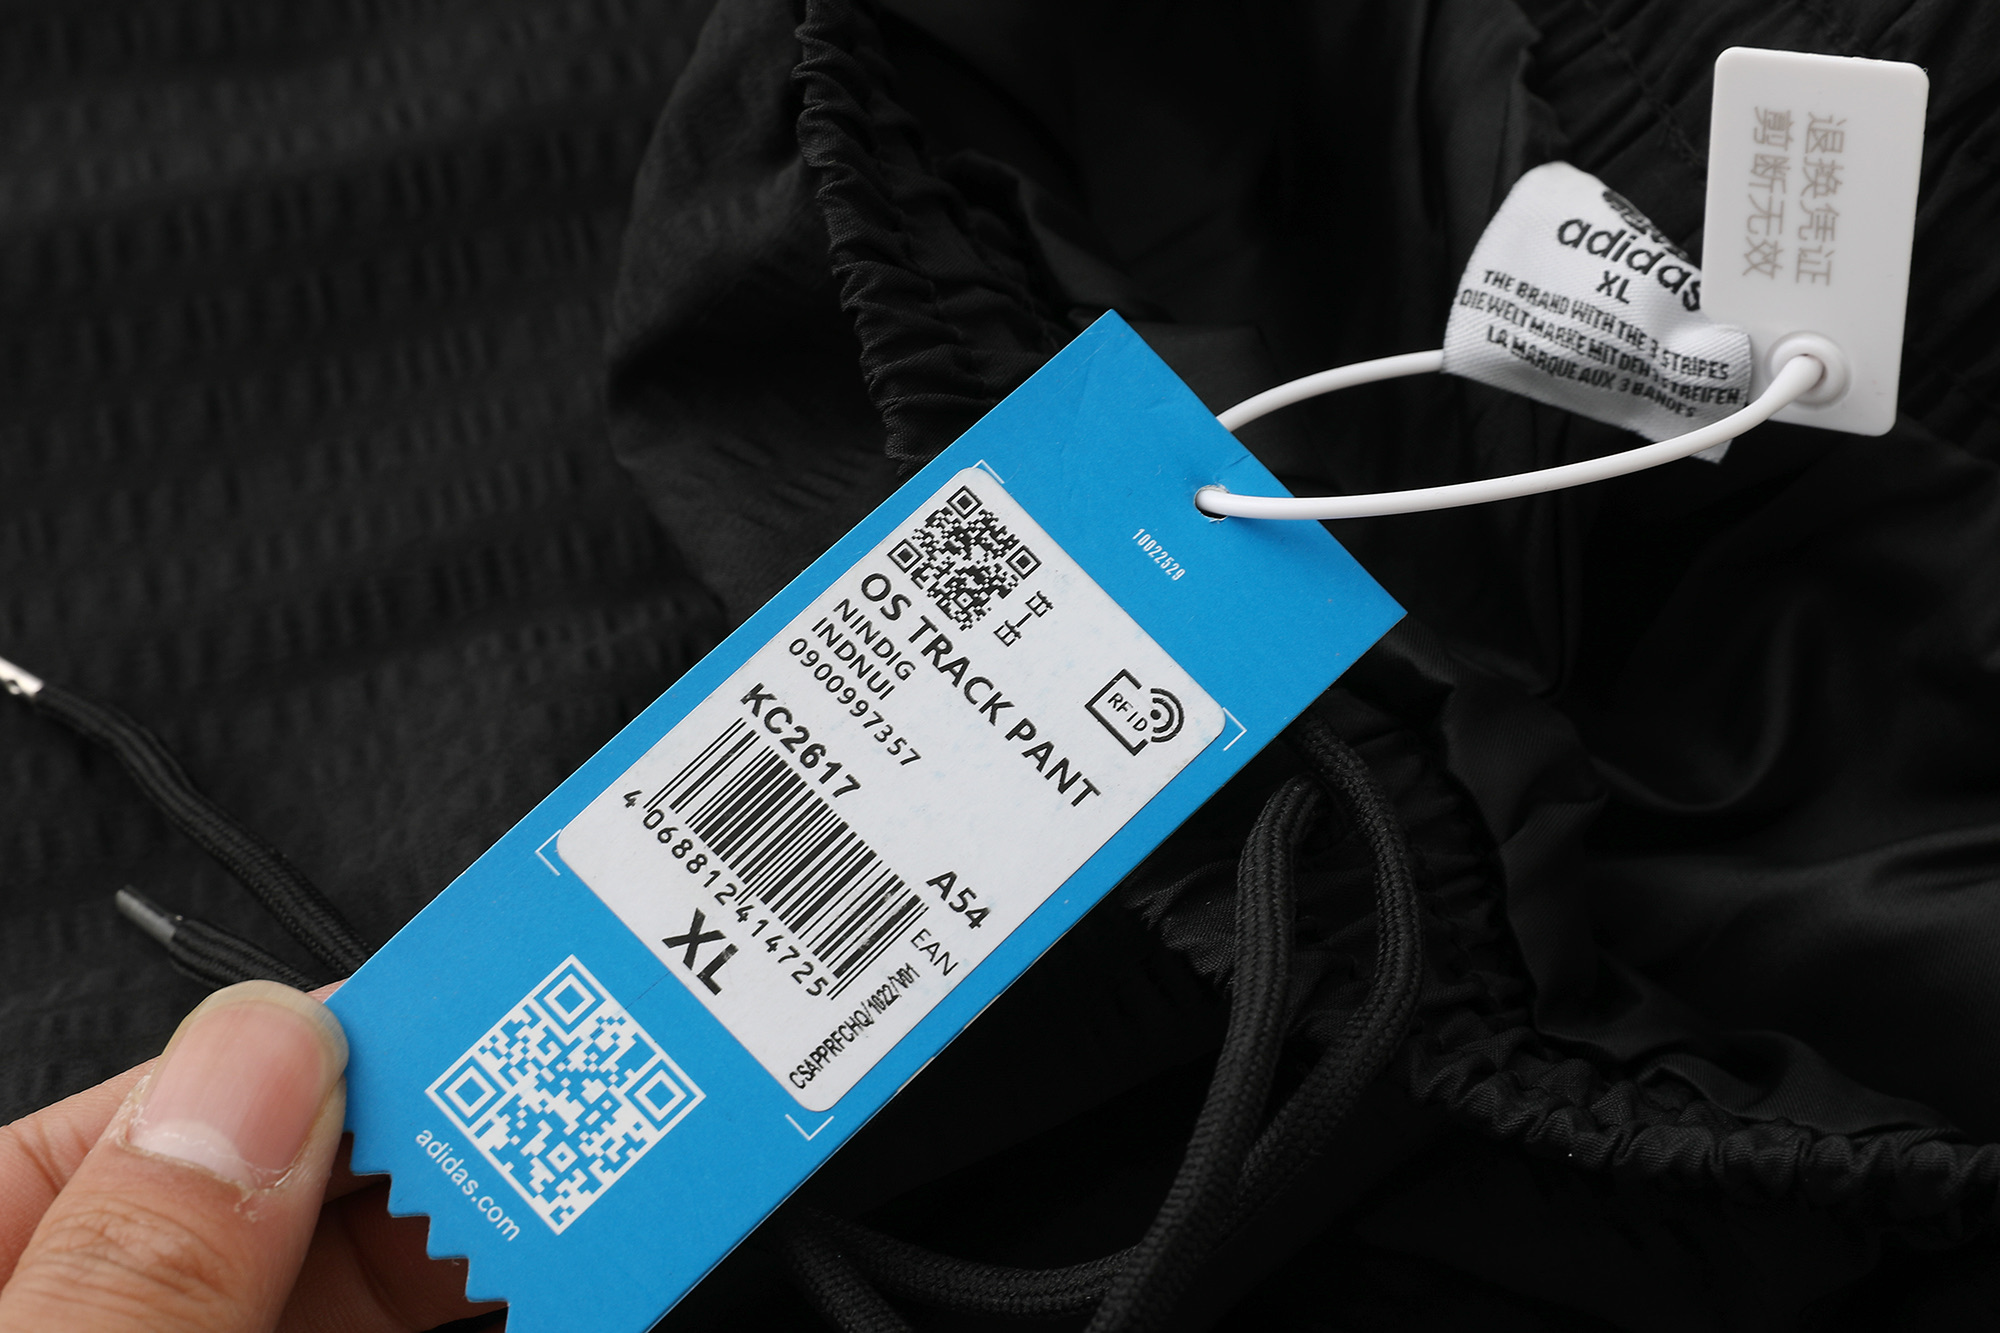 10022529
RFID
OS TRACK PANT
NINDIG
INDNUI
0900997357
KC2617
A54
4 068812 414725
EAN
XL
CSAPPRFCHQ/1022/V01
adidas.com
adidas
XL
THE BRAND WITH THE 3 STRIPES
DIE WELTMARKE MIT DEN 3 STREIFEN
LA MARQUE AUX 3 BANDES
退换凭证
剪断无效